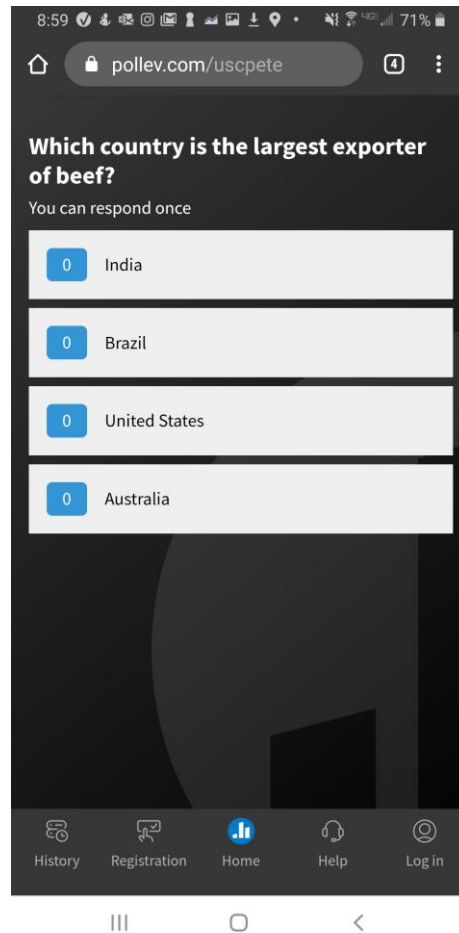 8:59 71%
pollev.com/uscpete 4
Which country is the largest exporter
of beef?
You can respond once
0 India
0 Brazil
0 United States
0 Australia
History Registration Home Help Log in